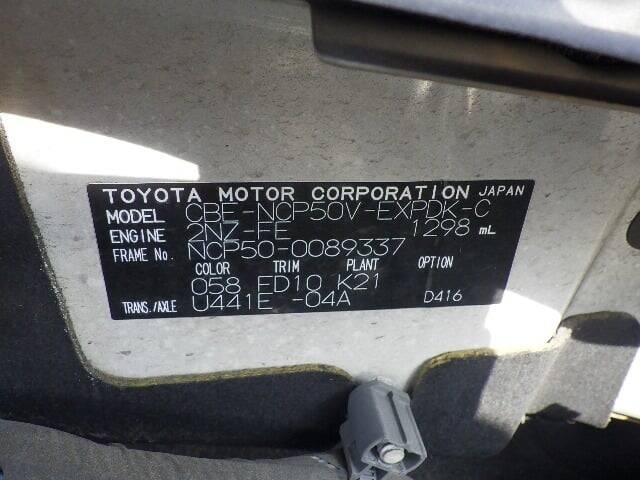 TOYOTA MOTOR CORPORATION JAPAN
MODEL CBE-NCP50V-EXPDK-C
ENGINE 2NZ-FE 1298 mL
FRAME No. NCP50-0089337
COLOR TRIM PLANT OPTION
058 FD10 K21
TRANS./AXLE U441E -04A D416